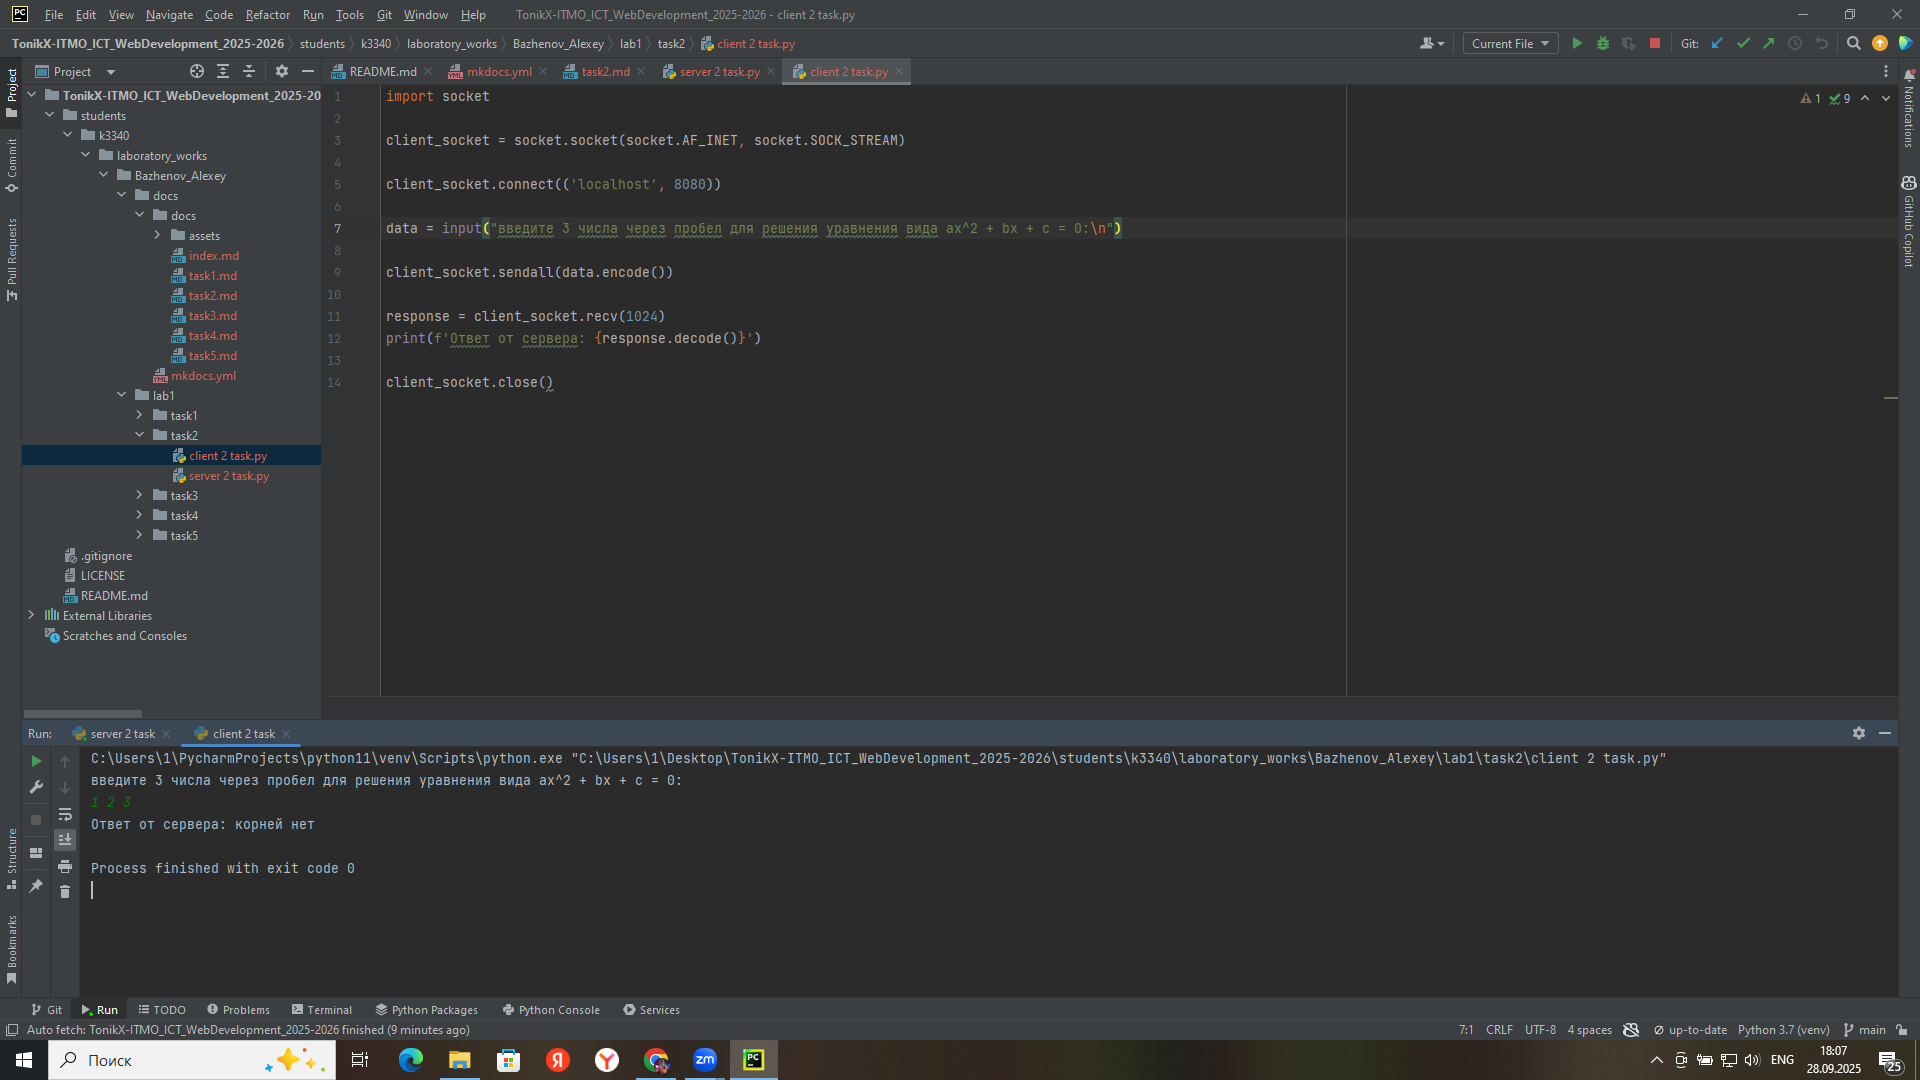 File Edit View Navigate Code Refactor Run Tools Git Window Help TonikX-ITMO_ICT_WebDevelopment_2025-2026 - client 2 task.py
TonikX-ITMO_ICT_WebDevelopment_2025-2026 students k3340 laboratory_works Bazhenov_Alexey lab1 task2 client 2 task.py
Current File Git:
Project
README.md mkdocs.yml task2.md server 2 task.py client 2 task.py
TonikX-ITMO_ICT_WebDevelopment_2025-20
students
k3340
laboratory_works
Bazhenov_Alexey
docs
docs
assets
index.md
task1.md
task2.md
task3.md
task4.md
task5.md
mkdocs.yml
lab1
task1
task2
client 2 task.py
server 2 task.py
task3
task4
task5
.gitignore
LICENSE
README.md
External Libraries
Scratches and Consoles
1 import socket
2
3 client_socket = socket.socket(socket.AF_INET, socket.SOCK_STREAM)
4
5 client_socket.connect(('localhost', 8080))
6
7 data = input("введите 3 числа через пробел для решения уравнения вида ax^2 + bx + c = 0:\n")
8
9 client_socket.sendall(data.encode())
10
11 response = client_socket.recv(1024)
12 print(f'Ответ от сервера: {response.decode()}')
13
14 client_socket.close()
1 9
Project
Commit
Pull Requests
Structure
Bookmarks
Notifications
GitHub Copilot
Run: server 2 task client 2 task
C:\Users\1\PycharmProjects\python11\venv\Scripts\python.exe "C:\Users\1\Desktop\TonikX-ITMO_ICT_WebDevelopment_2025-2026\students\k3340\laboratory_works\Bazhenov_Alexey\lab1\task2\client 2 task.py"
введите 3 числа через пробел для решения уравнения вида ax^2 + bx + c = 0:
1 2 3
Ответ от сервера: корней нет
Process finished with exit code 0
Git Run TODO Problems Terminal Python Packages Python Console Services
Auto fetch: TonikX-ITMO_ICT_WebDevelopment_2025-2026 finished (9 minutes ago)
7:1 CRLF UTF-8 4 spaces up-to-date Python 3.7 (venv) main
Поиск
ENG
18:07
28.09.2025
25